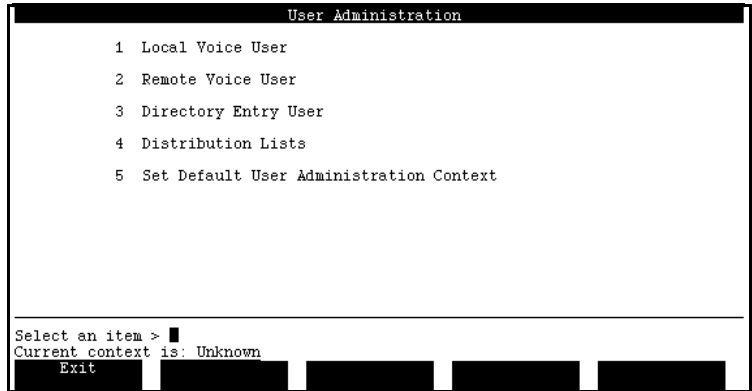 User Administration
1 Local Voice User
2 Remote Voice User
3 Directory Entry User
4 Distribution Lists
5 Set Default User Administration Context
Select an item >
Current context is: Unknown
Exit